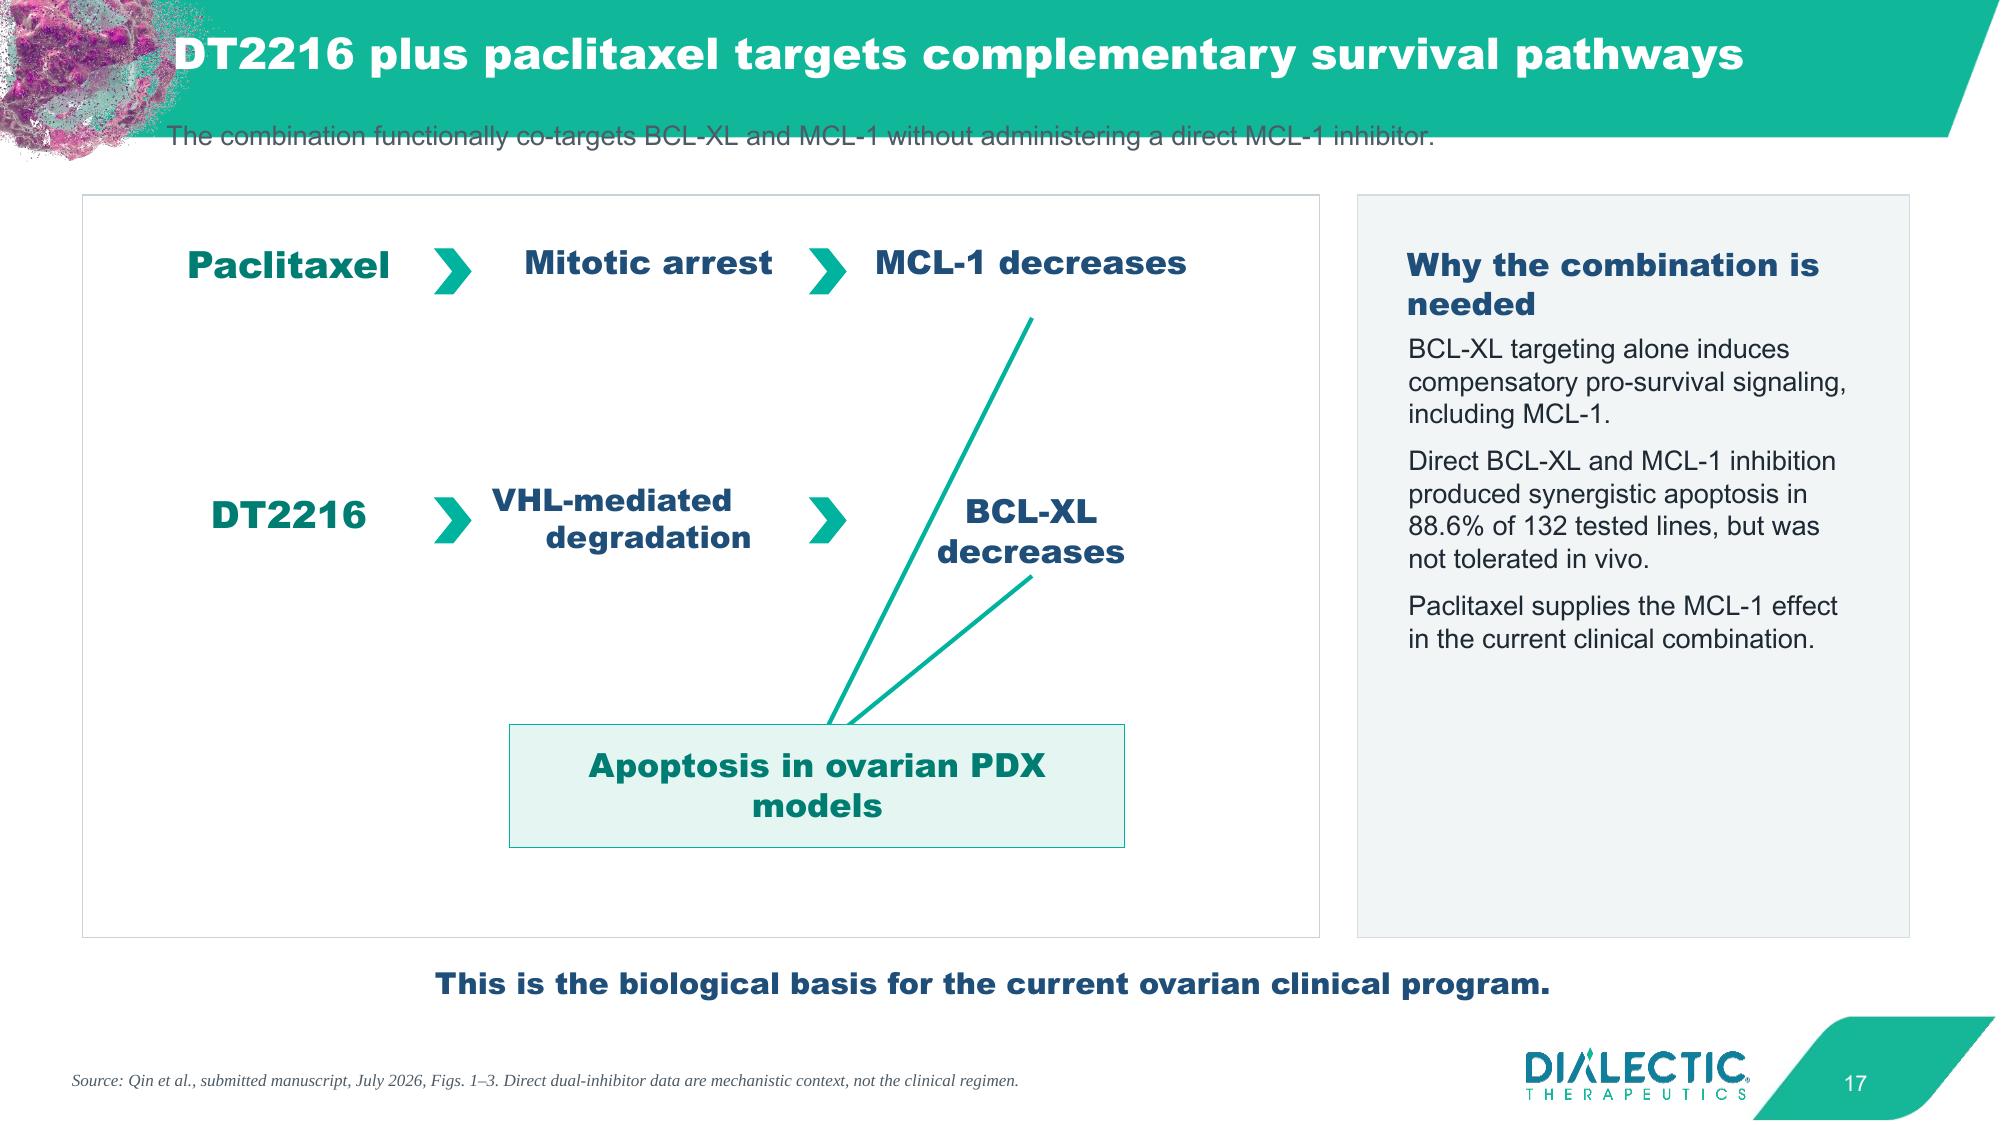 DT2216 plus paclitaxel targets complementary survival pathways
The combination functionally co-targets BCL-XL and MCL-1 without administering a direct MCL-1 inhibitor.
Paclitaxel
Mitotic arrest
MCL-1 decreases
DT2216
VHL-mediated
degradation
BCL-XL
decreases
Apoptosis in ovarian PDX
models
Why the combination is
needed
BCL-XL targeting alone induces
compensatory pro-survival signaling,
including MCL-1.
Direct BCL-XL and MCL-1 inhibition
produced synergistic apoptosis in
88.6% of 132 tested lines, but was
not tolerated in vivo.
Paclitaxel supplies the MCL-1 effect
in the current clinical combination.
This is the biological basis for the current ovarian clinical program.
Source: Qin et al., submitted manuscript, July 2026, Figs. 1–3. Direct dual-inhibitor data are mechanistic context, not the clinical regimen.
DIALECTIC®
THERAPEUTICS
17